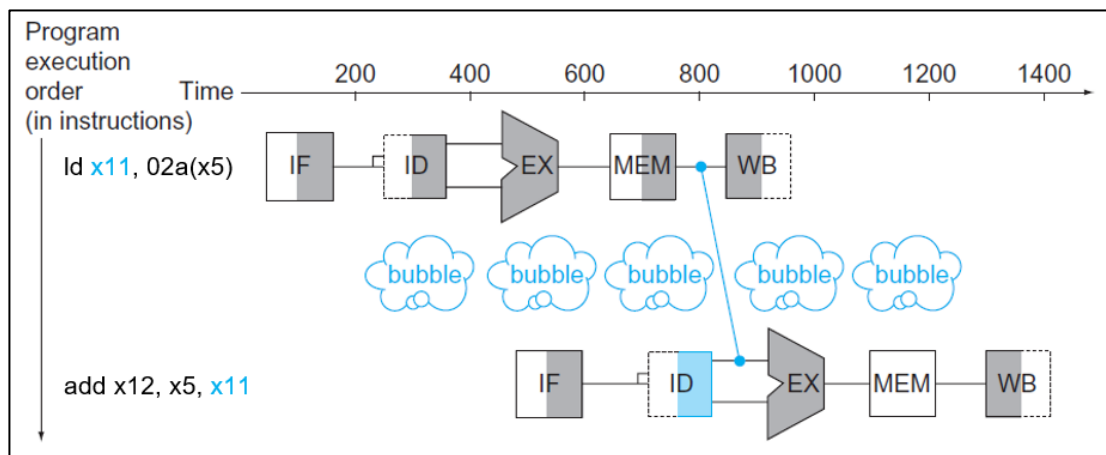 Program
execution
order
(in instructions)
Time
200 400 600 800 1000 1200 1400
ld x11, 02a(x5)
IF ID EX MEM WB
bubble bubble bubble bubble bubble
add x12, x5, x11
IF ID EX MEM WB